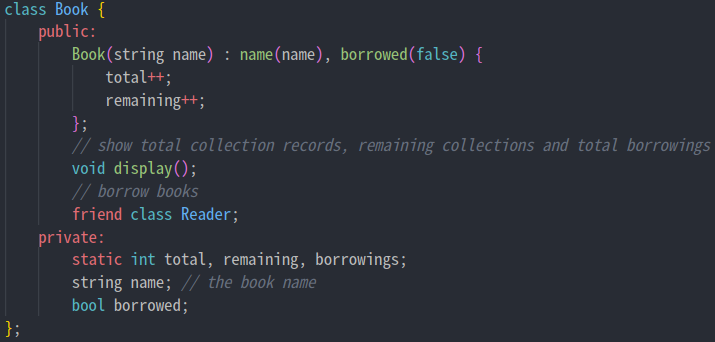 class Book {
    public:
        Book(string name) : name(name), borrowed(false) {
            total++;
            remaining++;
        };
        // show total collection records, remaining collections and total borrowings
        void display();
        // borrow books
        friend class Reader;
    private:
        static int total, remaining, borrowings;
        string name; // the book name
        bool borrowed;
};